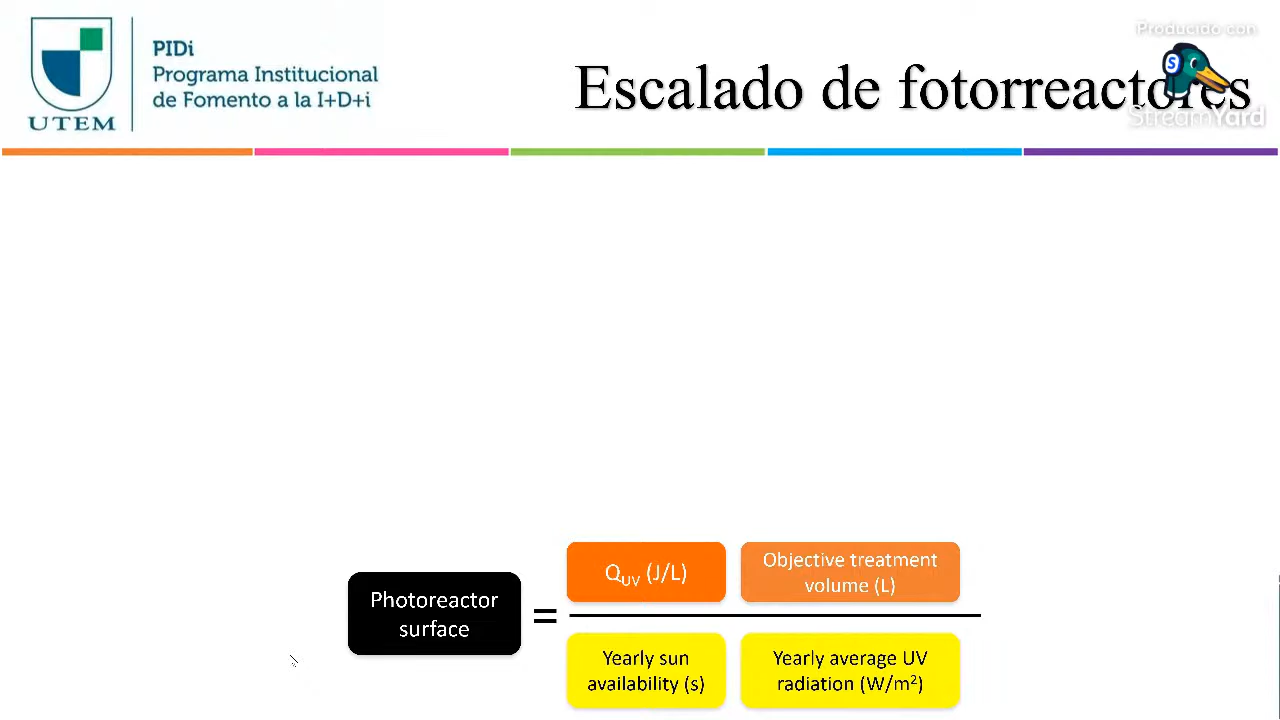 PIDi
Programa Institucional
de Fomento a la I+D+i
UTEM
Escalado de fotorreactores
Producido con
StreamYard
Photoreactor
surface
=
Q_UV (J/L)
Objective treatment
volume (L)
Yearly sun
availability (s)
Yearly average UV
radiation (W/m²)